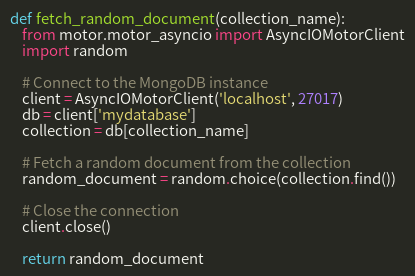 def fetch_random_document(collection_name):
    from motor.motor_asyncio import AsyncIOMotorClient
    import random

    # Connect to the MongoDB instance
    client = AsyncIOMotorClient('localhost', 27017)
    db = client['mydatabase']
    collection = db[collection_name]

    # Fetch a random document from the collection
    random_document = random.choice(collection.find())

    # Close the connection
    client.close()

    return random_document